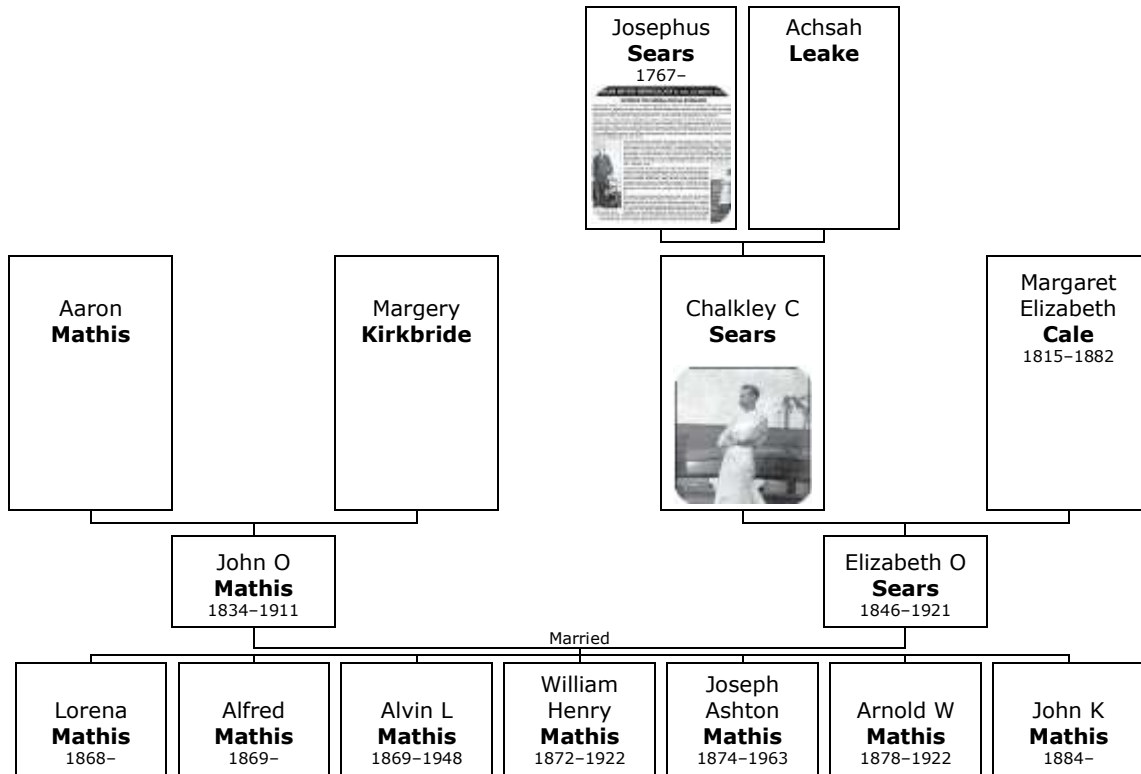 Josephus
Sears
1767–
Achsah
Leake
Aaron
Mathis
Margery
Kirkbride
Chalkley C
Sears
Margaret
Elizabeth
Cale
1815–1882
John O
Mathis
1834–1911
Elizabeth O
Sears
1846–1921
Married
Lorena
Mathis
1868–
Alfred
Mathis
1869–
Alvin L
Mathis
1869–1948
William
Henry
Mathis
1872–1922
Joseph
Ashton
Mathis
1874–1963
Arnold W
Mathis
1878–1922
John K
Mathis
1884–